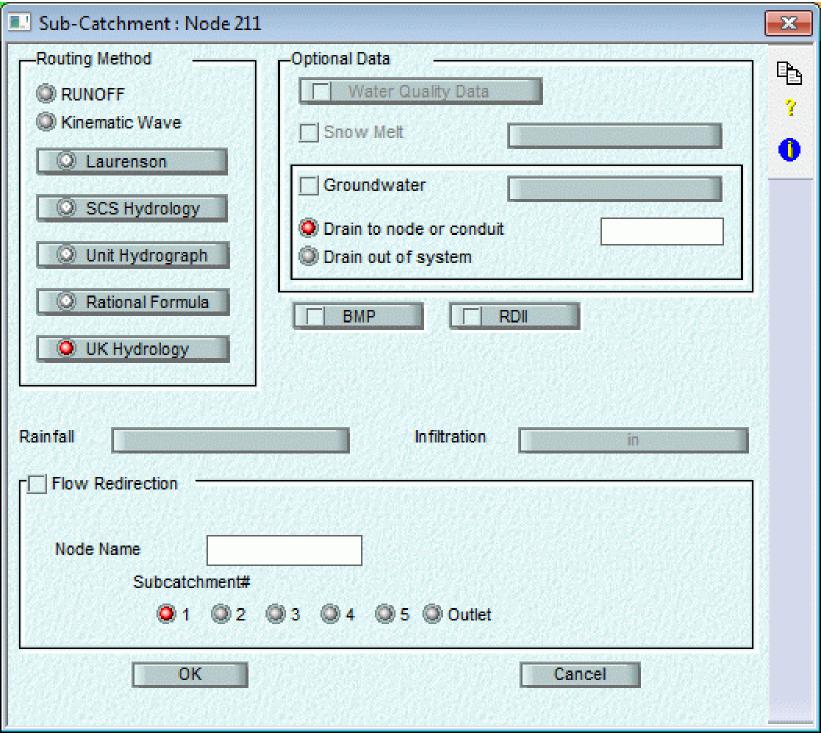 Sub-Catchment : Node 211
Routing Method
RUNOFF
Kinematic Wave
Laurenson
SCS Hydrology
Unit Hydrograph
Rational Formula
UK Hydrology
Optional Data
Water Quality Data
Snow Melt
Groundwater
Drain to node or conduit
Drain out of system
BMP RDII
Rainfall Infiltration in
Flow Redirection
Node Name
Subcatchment#
1 2 3 4 5 Outlet
OK Cancel